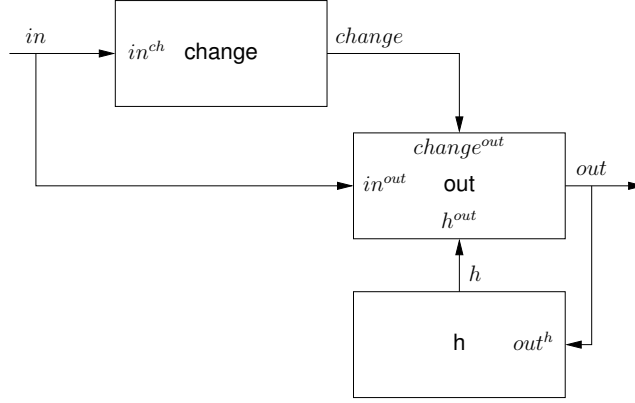 in change
in^ch change
change^out
in^out out out
h^out
h
h out^h